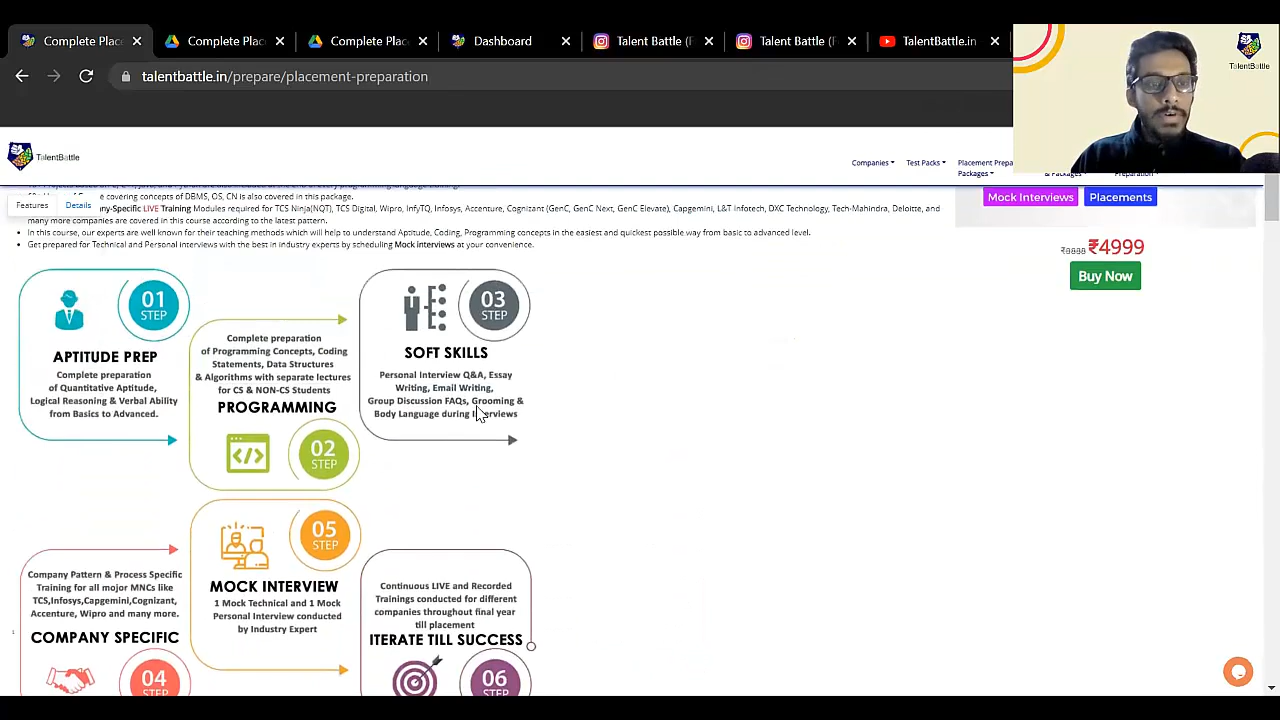 Complete Plac
Complete Plac
Complete Plac
Dashboard
Talent Battle (F
Talent Battle (F
TalentBattle.in
talentbattle.in/prepare/placement-preparation
TalentBattle
TalentBattle
Companies
Test Packs
Placement Prepa
Packages
Features
Details
covering concepts of DBMS, OS, CN is also covered in this package.
ny-Specific LIVE Training Modules required for TCS Ninja(NQT), TCS Digital, Wipro, InfyTQ, Infosys, Accenture, Cognizant (GenC, GenC Next, GenC Elevate), Capgemini, L&T Infotech, DXC Technology, Tech-Mahindra, Deloitte, and
many more companies are covered in this course according to the latest pattern.
• In this course, our experts are well known for their teaching methods which will help to understand Aptitude, Coding, Programming concepts in the easiest and quickest possible way from basic to advanced level.
• Get prepared for Technical and Personal interviews with the best in industry experts by scheduling Mock interviews at your convenience.
Mock Interviews
Placements
₹4999
Buy Now
01
STEP
APTITUDE PREP
Complete preparation
of Quantitative Aptitude,
Logical Reasoning & Verbal Ability
from Basics to Advanced.
Complete preparation
of Programming Concepts, Coding
Statements, Data Structures
& Algorithms with separate lectures
for CS & NON-CS Students
PROGRAMMING
02
STEP
03
STEP
SOFT SKILLS
Personal Interview Q&A, Essay
Writing, Email Writing,
Group Discussion FAQs, Grooming &
Body Language during Interviews
Company Pattern & Process Specific
Training for all major MNCs like
TCS,Infosys,Capgemini,Cognizant,
Accenture, Wipro and many more.
COMPANY SPECIFIC
04
STEP
05
STEP
MOCK INTERVIEW
1 Mock Technical and 1 Mock
Personal Interview conducted
by Industry Expert
Continuous LIVE and Recorded
Trainings conducted for different
companies throughout final year
till placement
ITERATE TILL SUCCESS
06
STEP